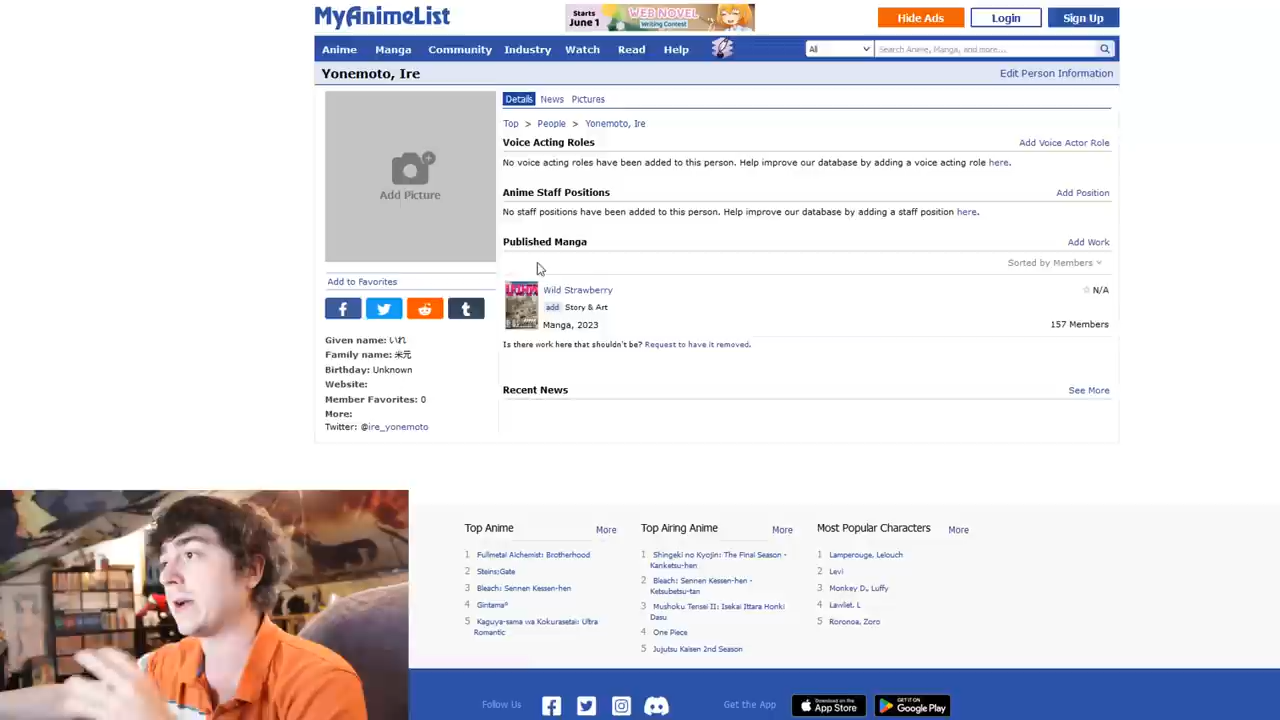 MyAnimeList
Starts June 1
WEB NOVEL
Writing Contest
Hide Ads
Login
Sign Up
Anime Manga Community Industry Watch Read Help
All
Search Anime, Manga, and more...
Yonemoto, Ire
Edit Person Information
Details News Pictures
Top > People > Yonemoto, Ire
Voice Acting Roles
Add Voice Actor Role
No voice acting roles have been added to this person. Help improve our database by adding a voice acting role here.
Anime Staff Positions
Add Position
No staff positions have been added to this person. Help improve our database by adding a staff position here.
Published Manga
Add Work
Sorted by Members
Wild Strawberry
N/A
add Story & Art
Manga, 2023
157 Members
Is there work here that shouldn't be? Request to have it removed.
Recent News
See More
Add Picture
Add to Favorites
Given name: いれ
Family name: 米元
Birthday: Unknown
Website:
Member Favorites: 0
More:
Twitter: @ire_yonemoto
Top Anime
More
1 Fullmetal Alchemist: Brotherhood
2 Steins;Gate
3 Bleach: Sennen Kessen-hen
4 Gintama°
5 Kaguya-sama wa Kokurasetai: Ultra
Romantic
Top Airing Anime
More
1 Shingeki no Kyojin: The Final Season -
Kanketsu-hen
2 Bleach: Sennen Kessen-hen -
Ketsubetsu-tan
3 Mushoku Tensei II: Isekai Ittara Honki
Dasu
4 One Piece
5 Jujutsu Kaisen 2nd Season
Most Popular Characters
More
1 Lamperouge, Lelouch
2 Levi
3 Monkey D., Luffy
4 Lawliet, L
5 Roronoa, Zoro
Follow Us
Get the App
Download on the
App Store
GET IT ON
Google Play